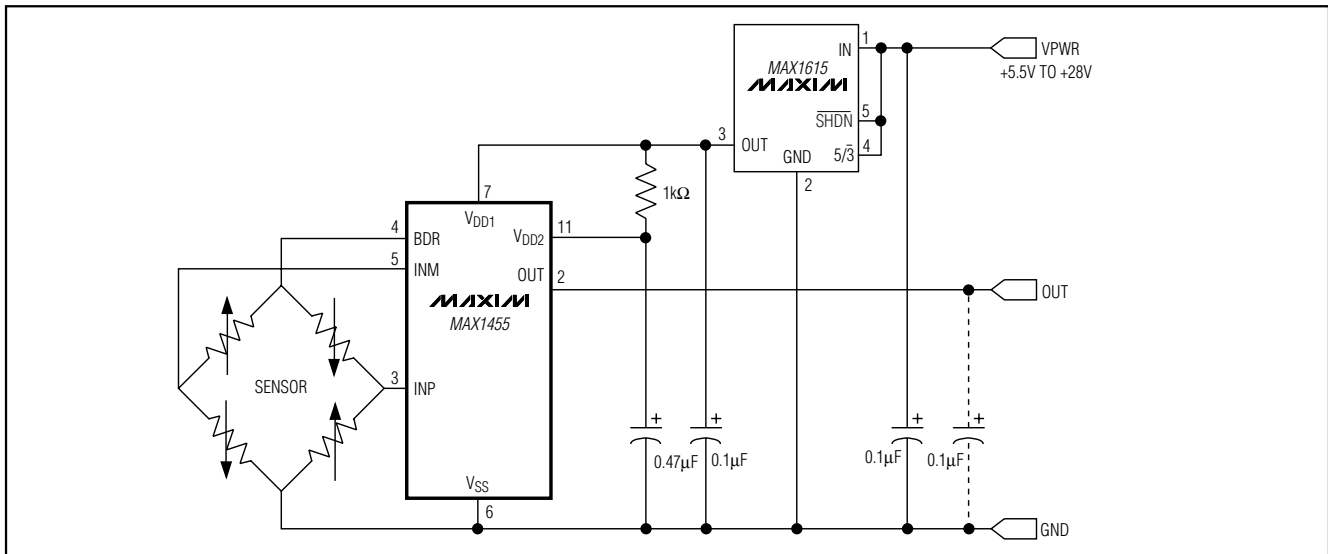 1
IN
VPWR
MAX1615
MAXIM
+5.5V TO +28V
SHDN
5
3
OUT
5/3
4
GND
2
7
1kΩ
VDD1
4
BDR
VDD2
11
5
INM
OUT
2
OUT
MAXIM
MAX1455
SENSOR
3
INP
+
+
+
+
0.47µF
0.1µF
0.1µF
0.1µF
VSS
6
GND